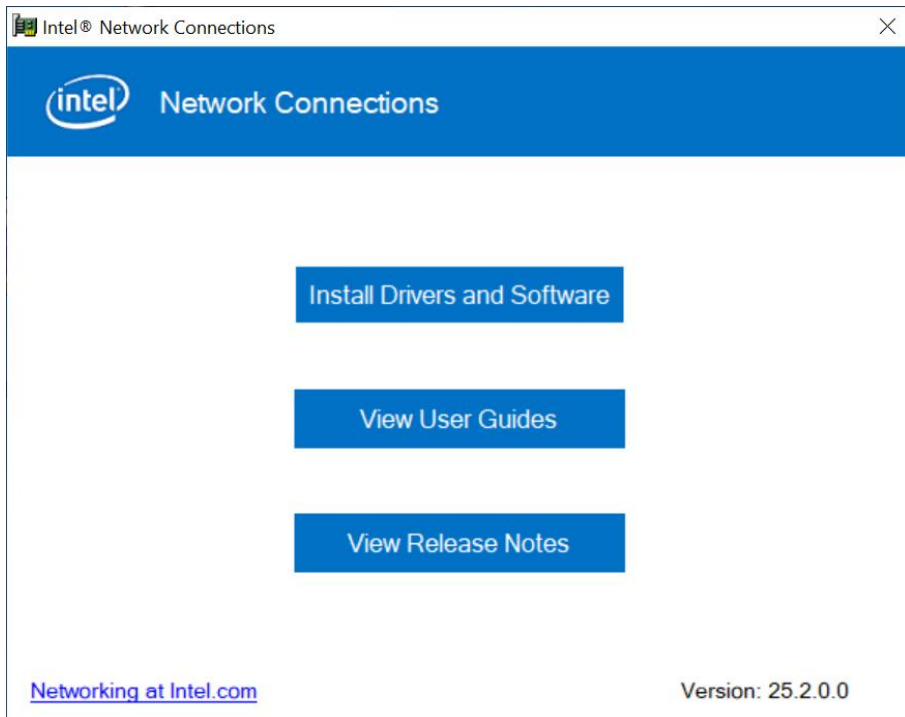 Intel® Network Connections
intel
Network Connections
Install Drivers and Software
View User Guides
View Release Notes
Networking at Intel.com
Version: 25.2.0.0